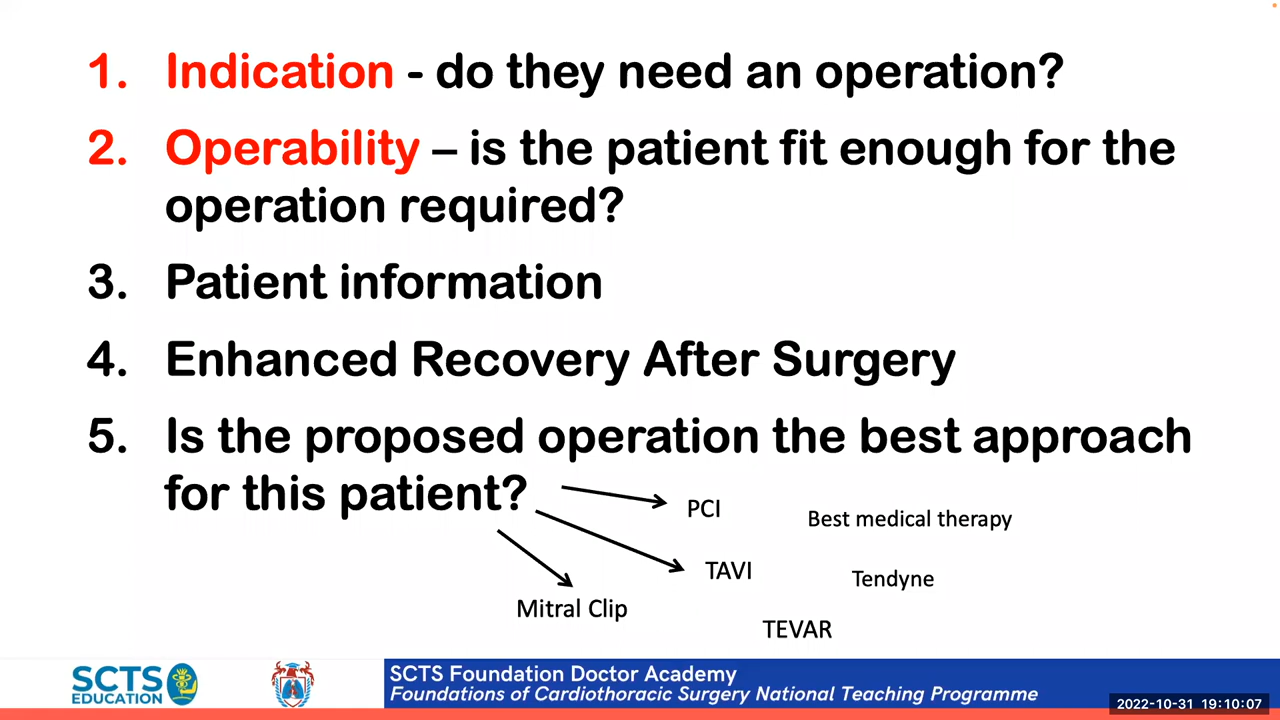 1. Indication - do they need an operation?
2. Operability – is the patient fit enough for the
operation required?
3. Patient information
4. Enhanced Recovery After Surgery
5. Is the proposed operation the best approach
for this patient?
PCI
Best medical therapy
TAVI
Tendyne
Mitral Clip
TEVAR
SCTS
EDUCATION
SCTS Foundation Doctor Academy
Foundations of Cardiothoracic Surgery National Teaching Programme
2022-10-31 19:10:07